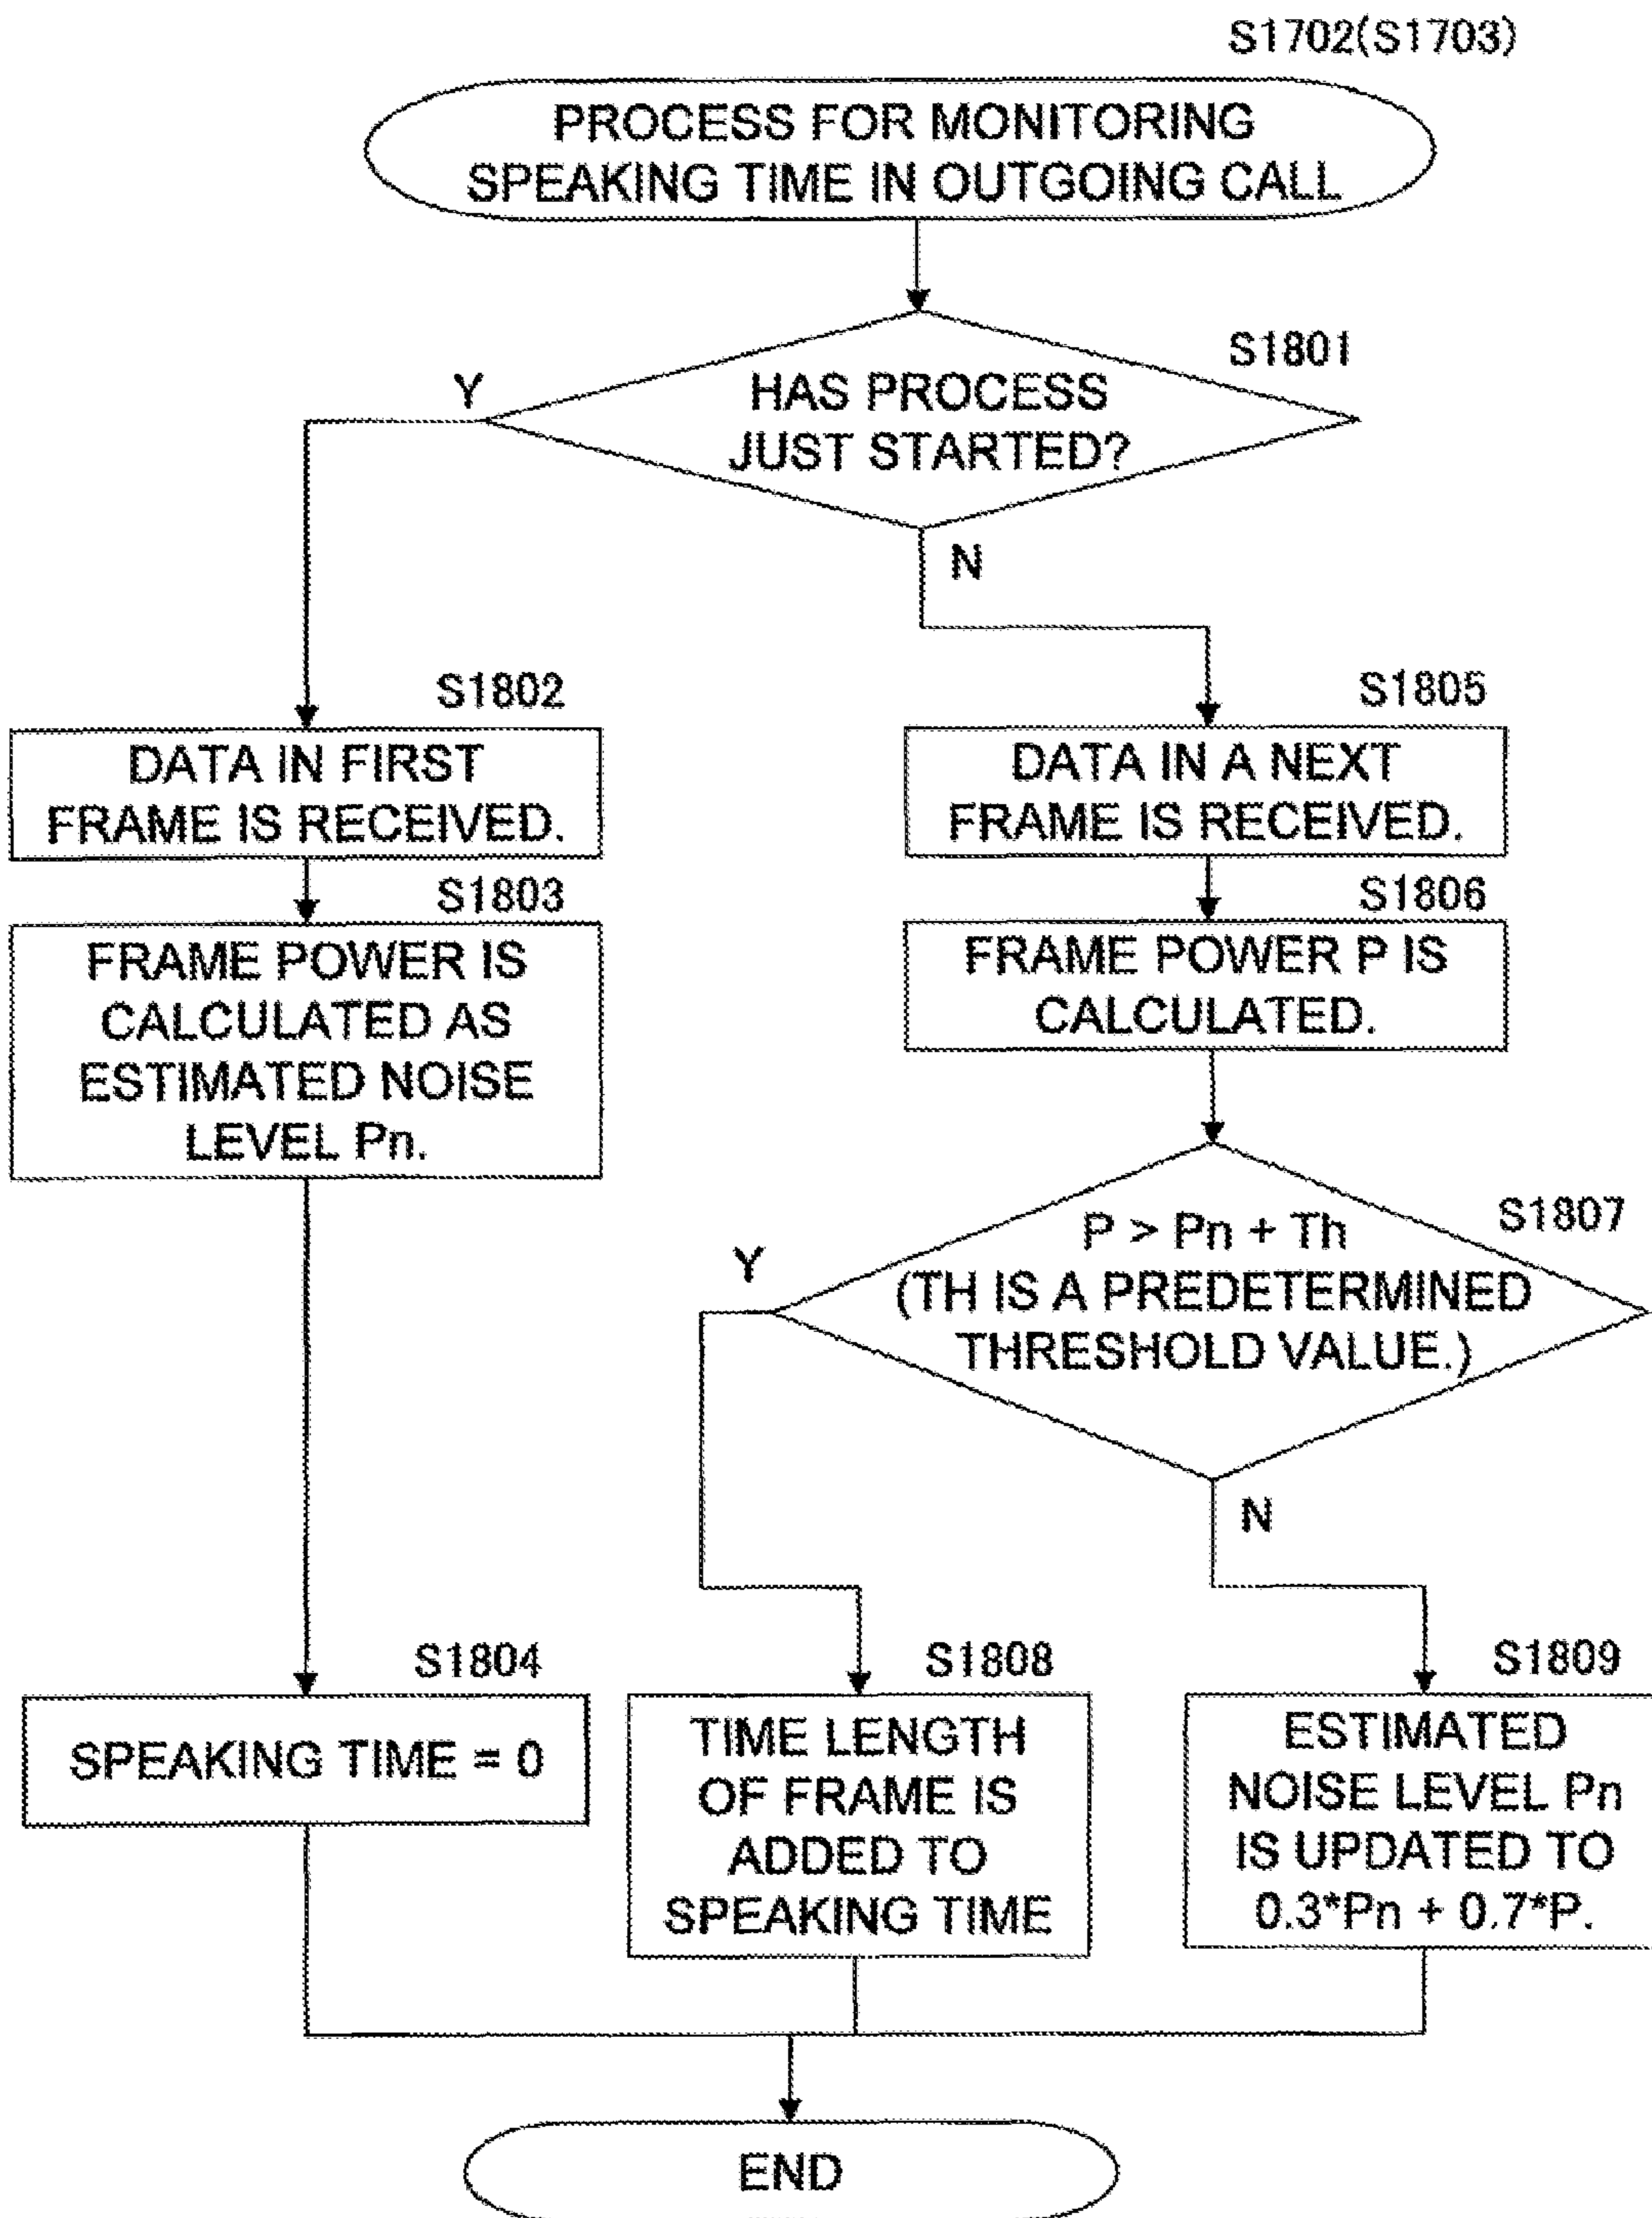 S1702(S1703)
PROCESS FOR MONITORING
SPEAKING TIME IN OUTGOING CALL
S1801
Y
HAS PROCESS
JUST STARTED?
N
S1802
DATA IN FIRST
FRAME IS RECEIVED.
S1803
FRAME POWER IS
CALCULATED AS
ESTIMATED NOISE
LEVEL Pn.
S1805
DATA IN A NEXT
FRAME IS RECEIVED.
S1806
FRAME POWER P IS
CALCULATED.
S1807
Y
P > Pn + Th
(TH IS A PREDETERMINED
THRESHOLD VALUE.)
N
S1804
SPEAKING TIME = 0
S1808
TIME LENGTH
OF FRAME IS
ADDED TO
SPEAKING TIME
S1809
ESTIMATED
NOISE LEVEL Pn
IS UPDATED TO
0.3*Pn + 0.7*P.
END